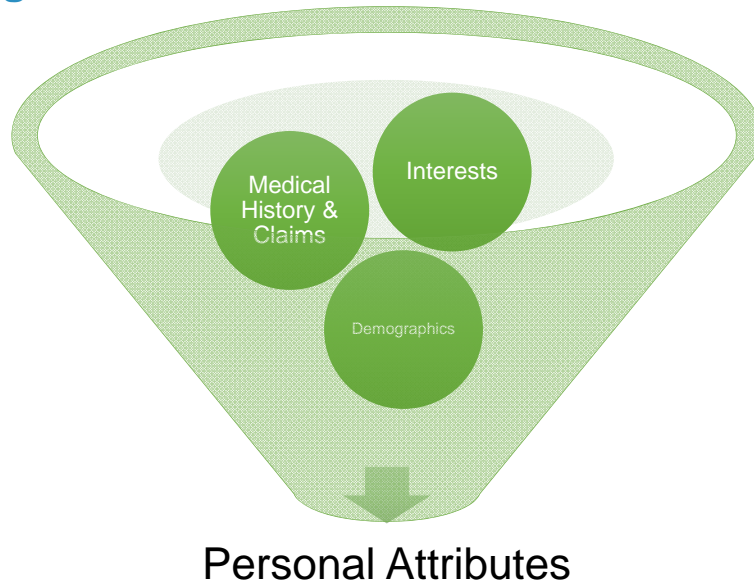 Interests
Medical
History &
Claims
Demographics
Personal Attributes